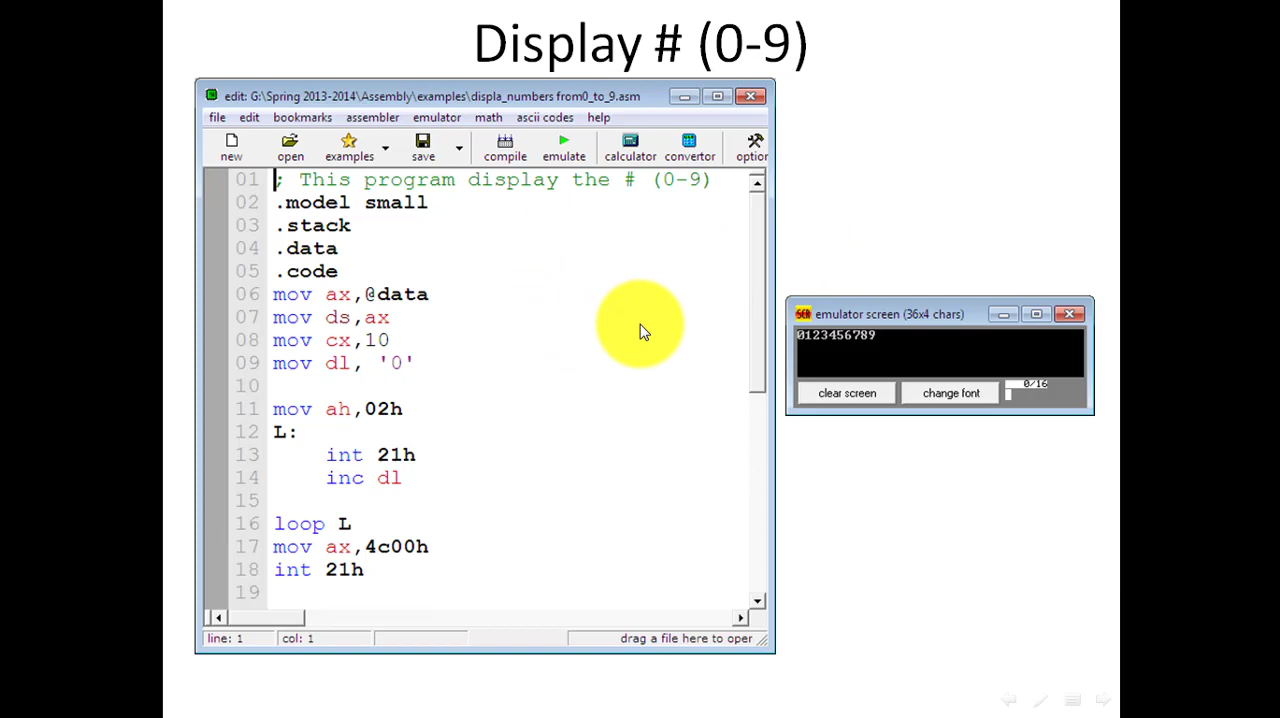 Display # (0-9)
edit: G:\Spring 2013-2014\Assembly\examples\displa_numbers from0_to_9.asm
file edit bookmarks assembler emulator math ascii codes help
new open examples save compile emulate calculator convertor option
01 ; This program display the # (0-9)
02 .model small
03 .stack
04 .data
05 .code
06 mov ax,@data
07 mov ds,ax
08 mov cx,10
09 mov dl, '0'
10
11 mov ah,02h
12 L:
13 int 21h
14 inc dl
15
16 loop L
17 mov ax,4c00h
18 int 21h
19
line: 1 col: 1 drag a file here to oper
emulator screen (36x4 chars)
0123456789
clear screen change font 0/16